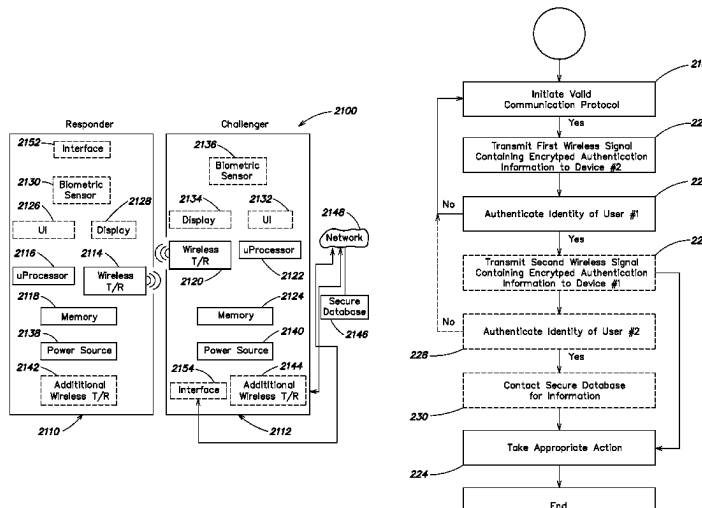 Responder
Challenger
2100
2152
Interface
2136
Biometric
Sensor
2130
Biometric
Sensor
2126
2128
UI
Display
2134
2132
Display
UI
2148
Network
2116
2114
uProcessor
Wireless
T/R
Wireless
T/R
2120
uProcessor
2122
2118
Memory
2124
Memory
Secure
Database
2146
2138
Power Source
2140
Power Source
2142
Addititional
Wireless T/R
2154
2144
Interface
Addititional
Wireless T/R
2110
2112
Initiate Valid
Communication Protocol
Yes
Transmit First Wireless Signal
Containing Encrytped Authentication
Information to Device #2
No
Authenticate Identity of User #1
Yes
Transmit Second Wireless Signal
Containing Encrytped Authentication
Information to Device #1
No
Authenticate Identity of User #2
228
Yes
Contact Secure Database
for Information
230
Take Appropriate Action
224
End